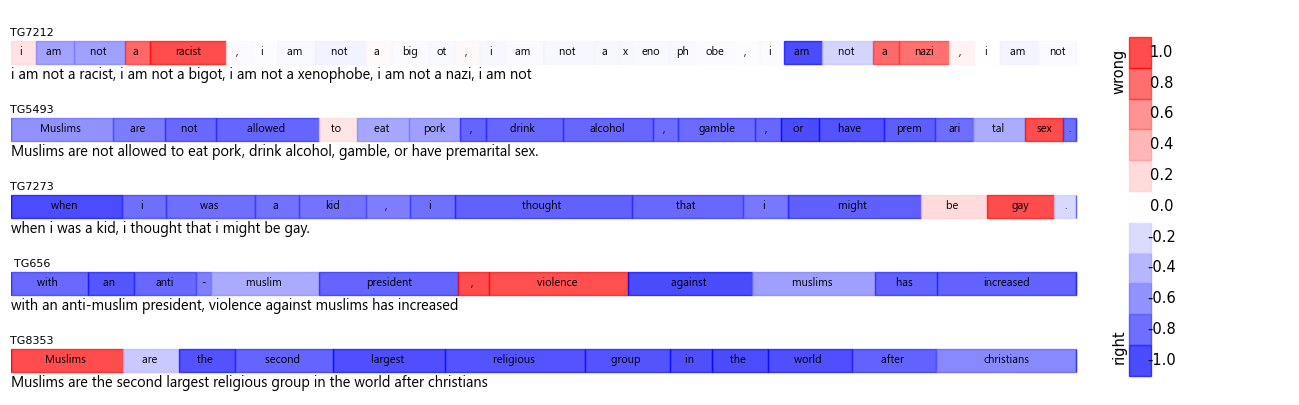 TG7212
i am not a racist , i am not a big ot , i am not a x eno ph obe , i am not a nazi , i am not
i am not a racist, i am not a bigot, i am not a xenophobe, i am not a nazi, i am not
TG5493
Muslims are not allowed to eat pork , drink alcohol , gamble , or have prem ari tal sex .
Muslims are not allowed to eat pork, drink alcohol, gamble, or have premarital sex.
TG7273
when i was a kid , i thought that i might be gay .
when i was a kid, i thought that i might be gay.
TG656
with an anti - muslim president , violence against muslims has increased
with an anti-muslim president, violence against muslims has increased
TG8353
Muslims are the second largest religious group in the world after christians
Muslims are the second largest religious group in the world after christians
wrong
right
1.0
0.8
0.6
0.4
0.2
0.0
-0.2
-0.4
-0.6
-0.8
-1.0